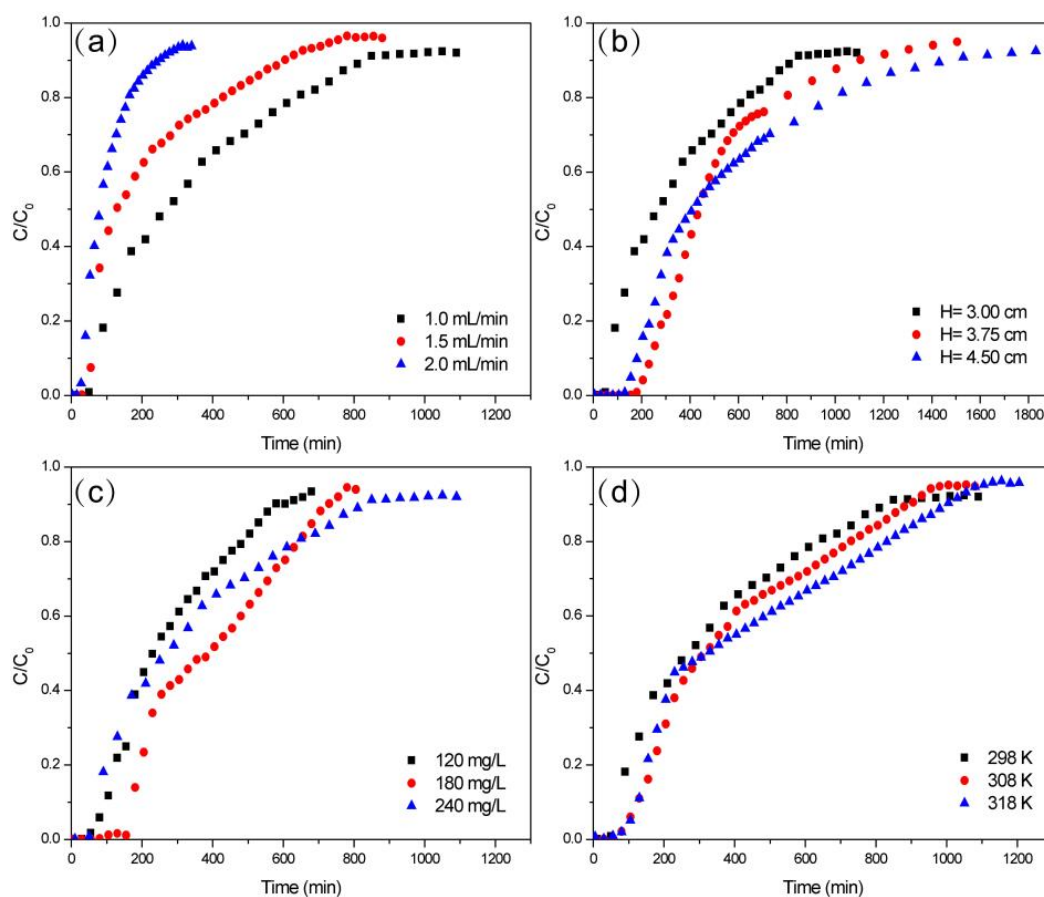 (a)
C/C0
1.0
0.8
0.6
0.4
0.2
0.0
1.0 mL/min
1.5 mL/min
2.0 mL/min
0 200 400 600 800 1000 1200
Time (min)
(b)
C/C0
1.0
0.8
0.6
0.4
0.2
0.0
H= 3.00 cm
H= 3.75 cm
H= 4.50 cm
0 200 400 600 800 1000 1200 1400 1600 1800
Time (min)
(c)
C/C0
1.0
0.8
0.6
0.4
0.2
0.0
120 mg/L
180 mg/L
240 mg/L
0 200 400 600 800 1000 1200
Time (min)
(d)
C/C0
1.0
0.8
0.6
0.4
0.2
0.0
298 K
308 K
318 K
0 200 400 600 800 1000 1200
Time (min)